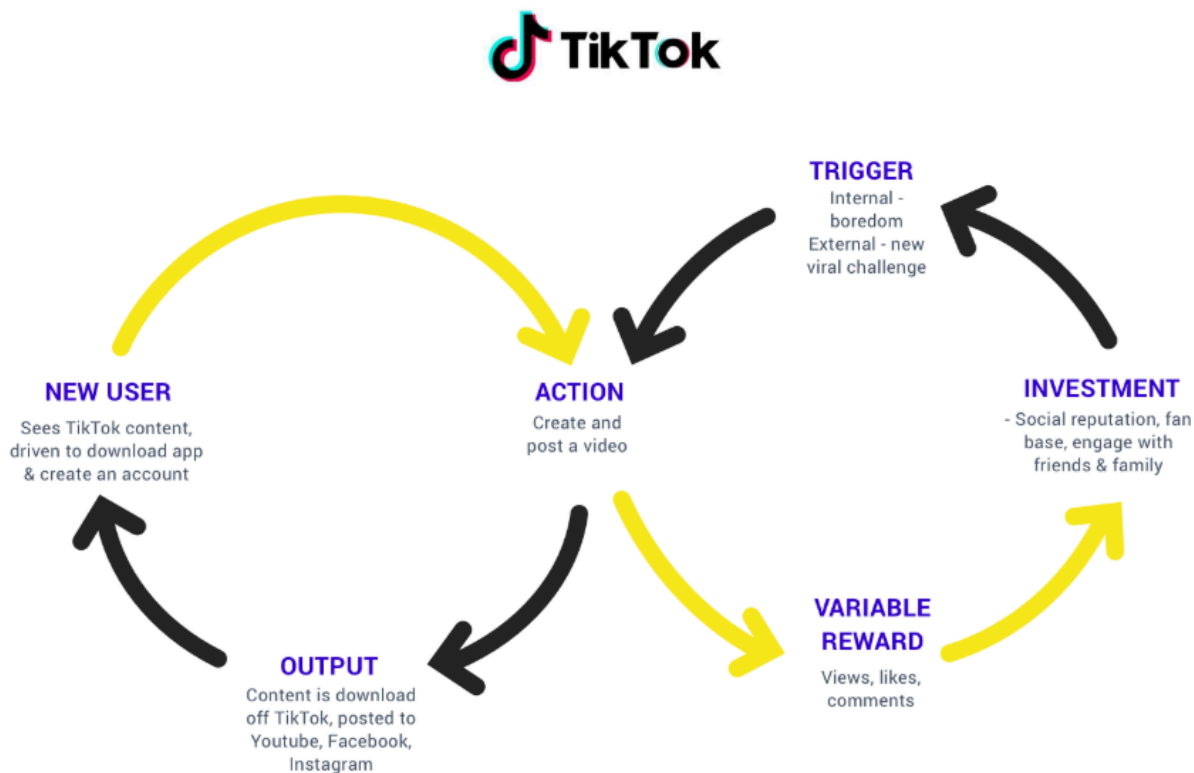 TikTok
TRIGGER
Internal -
boredom
External - new
viral challenge
NEW USER
Sees TikTok content,
driven to download app
& create an account
ACTION
Create and
post a video
INVESTMENT
- Social reputation, fan
base, engage with
friends & family
OUTPUT
Content is download
off TikTok, posted to
Youtube, Facebook,
Instagram
VARIABLE
REWARD
Views, likes,
comments